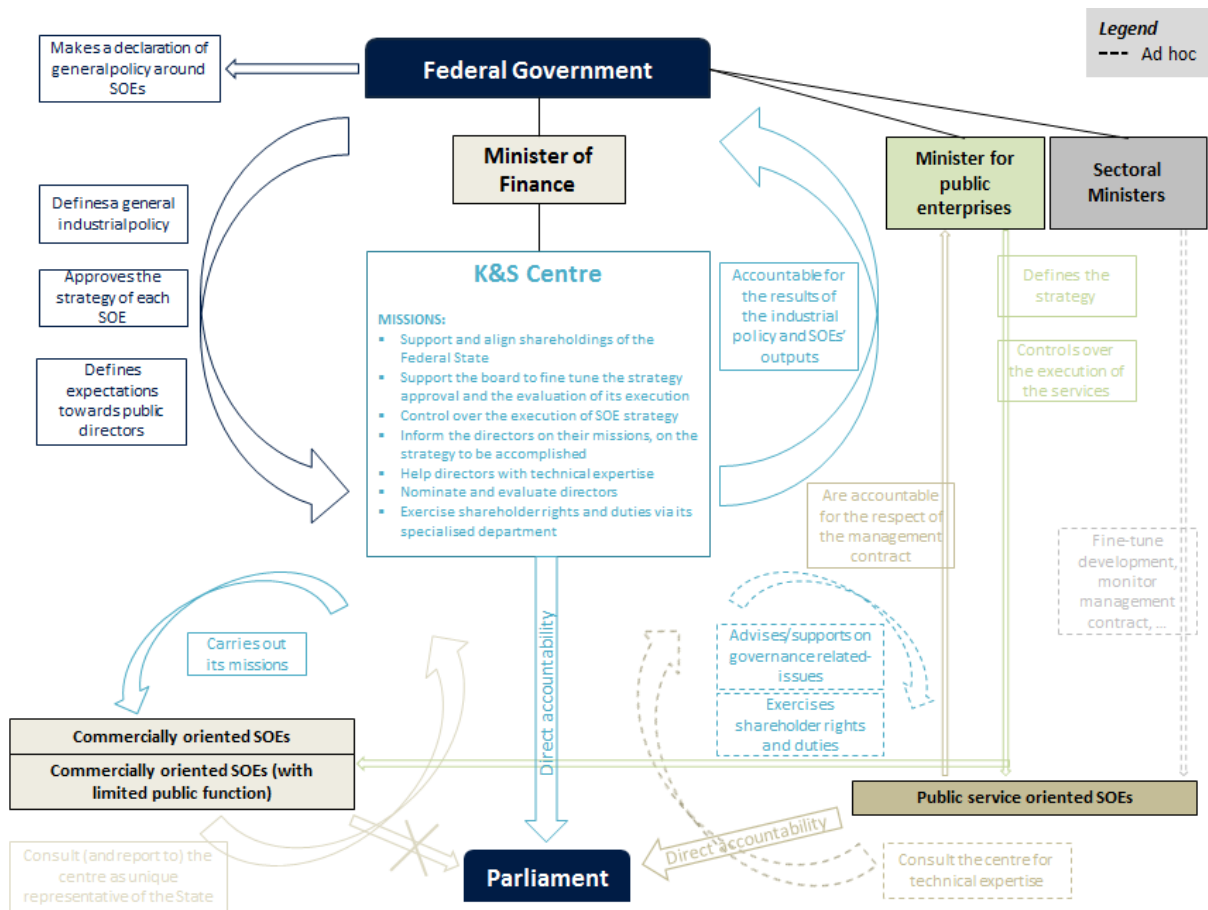 Legend
Ad hoc
Makes a declaration of
general policy around
SOEs
Federal Government
Minister of
Finance
Minister for
public
enterprises
Sectoral
Ministers
Definesa general
industrial policy
Approves the
strategy of each
SOE
Defines
expectations
towards public
directors
K&S Centre
MISSIONS:
▪ Support and align shareholdings of the
Federal State
▪ Support the board to fine tune the strategy
approval and the evaluation of its execution
▪ Control over the execution of SOE strategy
▪ Inform the directors on their missions, on the
strategy to be accomplished
▪ Help directors with technical expertise
▪ Nominate and evaluate directors
▪ Exercise shareholder rights and duties via its
specialised department
Accountable for
the results of
the industrial
policy and SOEs'
outputs
Defines the
strategy
Controls over
the execution of
the services
Are accountable
for the respect of
the management
contract
Fine-tune
development,
monitor
management
contract, ...
Carries out
its missions
Direct accountability
Advises/supports on
governance related-
issues
Exercises
shareholder rights
and duties
Commercially oriented SOEs
Commercially oriented SOEs (with
limited public function)
Public service oriented SOEs
Direct accountability
Consult (and report to) the
centre as unique
representative of the State
Parliament
Consult the centre for
technical expertise